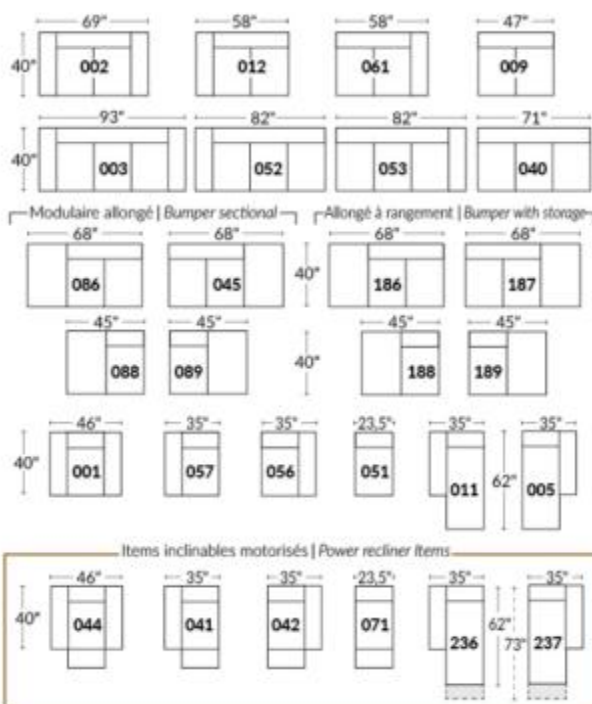 69" 58" 58" 47"
40" 002 012 061 009
93" 82" 82" 71"
40" 003 052 053 040
Modulaire allongé | Bumper sectional Allongé à rangement | Bumper with storage
68" 68" 68" 68"
086 045 40" 186 187
45" 45" 45" 45"
088 089 40" 188 189
46" 35" 35" 23,5" 35" 35"
40" 001 057 056 051 011 62" 005
Items inclinables motorisés | Power recliner Items
46" 35" 35" 23,5" 35" 35"
40" 044 041 042 071 236 62" 73" 237